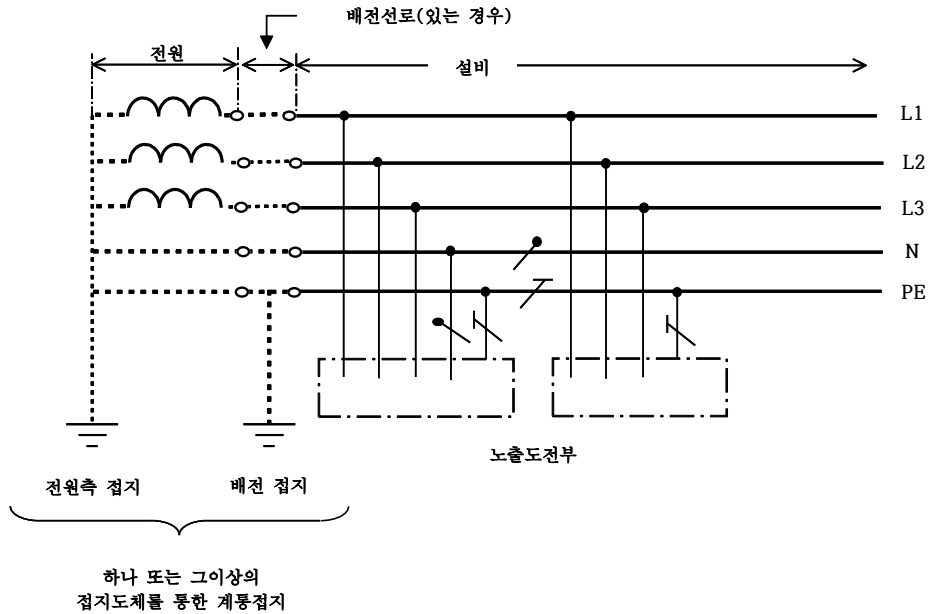 배전선로(있는 경우)
전원
설비
L1
L2
L3
N
PE
노출도전부
전원측 접지
배전 접지
하나 또는 그이상의
접지도체를 통한 계통접지